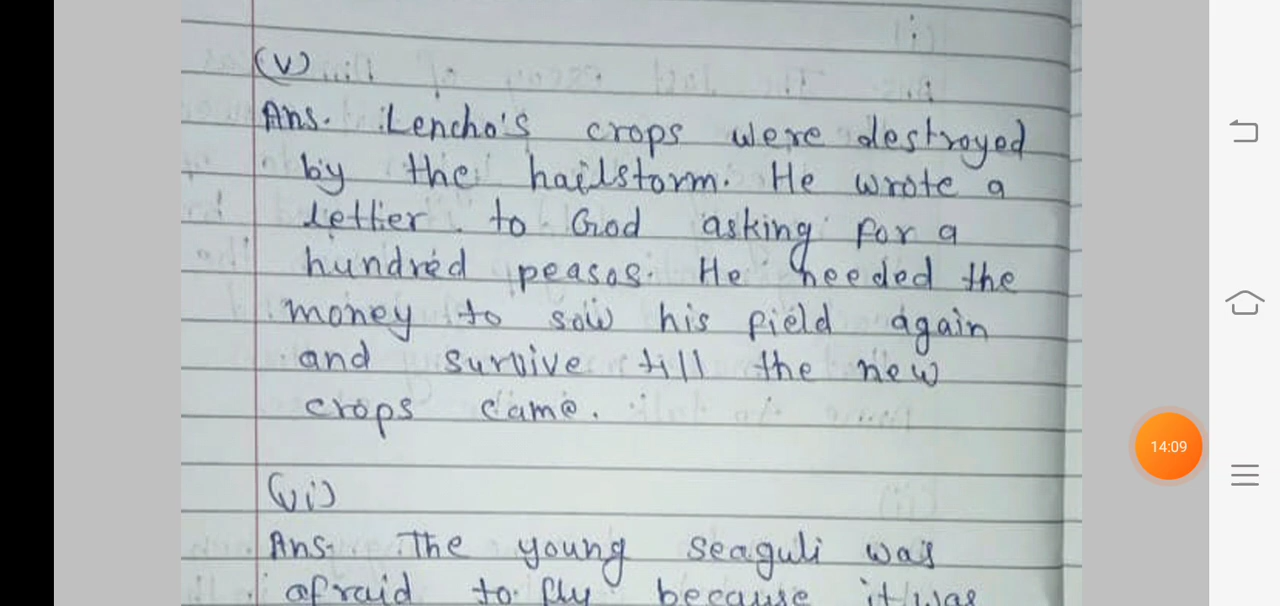 (v)
Ans. Lencho's crops were destroyed
by the hailstorm. He wrote a
letter to God asking for a
hundred peasos. He needed the
money to sow his field again
and survive till the new
crops came.
14:09
(vi)
Ans. The young seaguli was
afraid to fly because it was